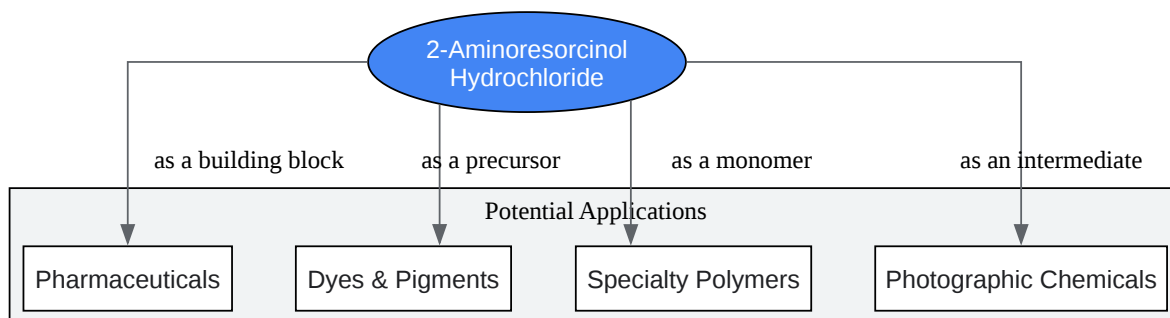 2-Aminoresorcinol
Hydrochloride
as a building block
as a precursor
as a monomer
as an intermediate
Potential Applications
Pharmaceuticals
Dyes & Pigments
Specialty Polymers
Photographic Chemicals